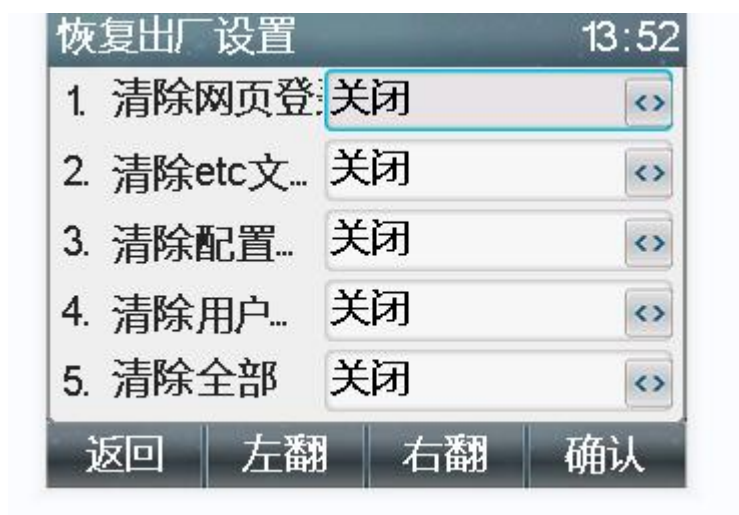 恢复出厂设置 13:52
1. 清除网页登 关闭 <>
2. 清除etc文... 关闭 <>
3. 清除配置... 关闭 <>
4. 清除用户... 关闭 <>
5. 清除全部 关闭 <>
返回 左翻 右翻 确认